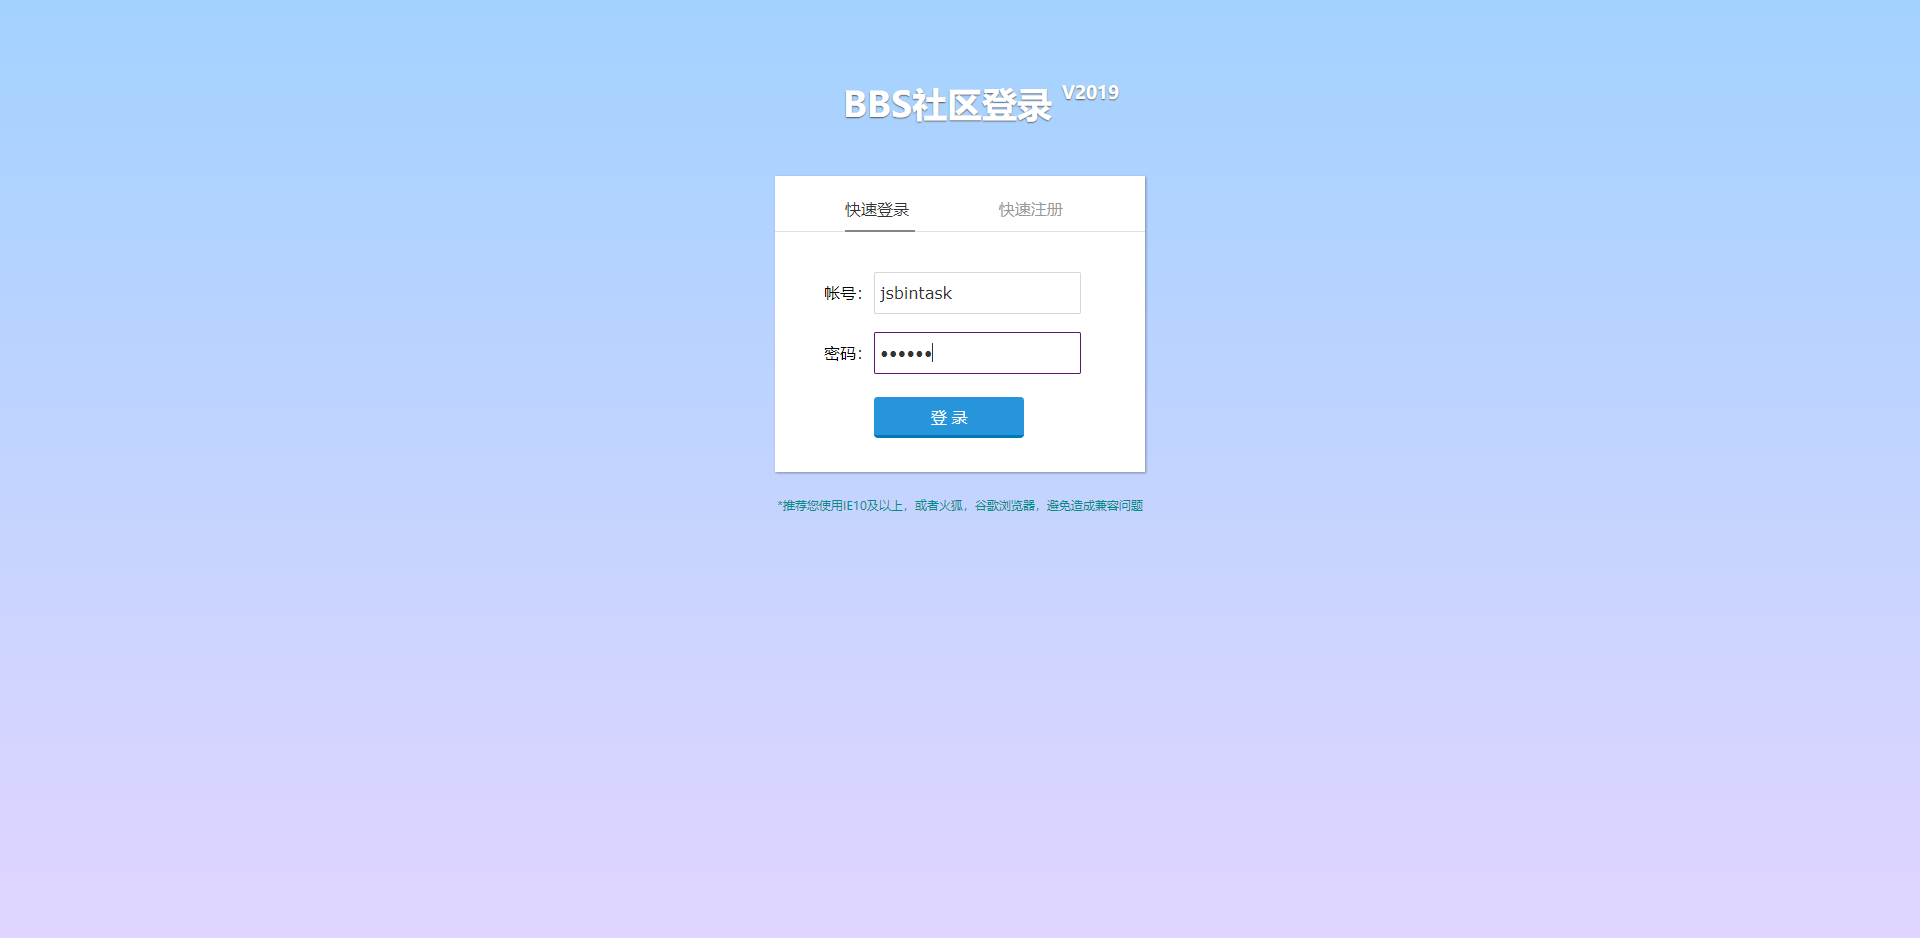 BBS社区登录 V2019
快速登录 快速注册
帐号： jsbintask
密码： ••••••
登 录
*推荐您使用IE10及以上，或者火狐，谷歌浏览器，避免造成兼容问题